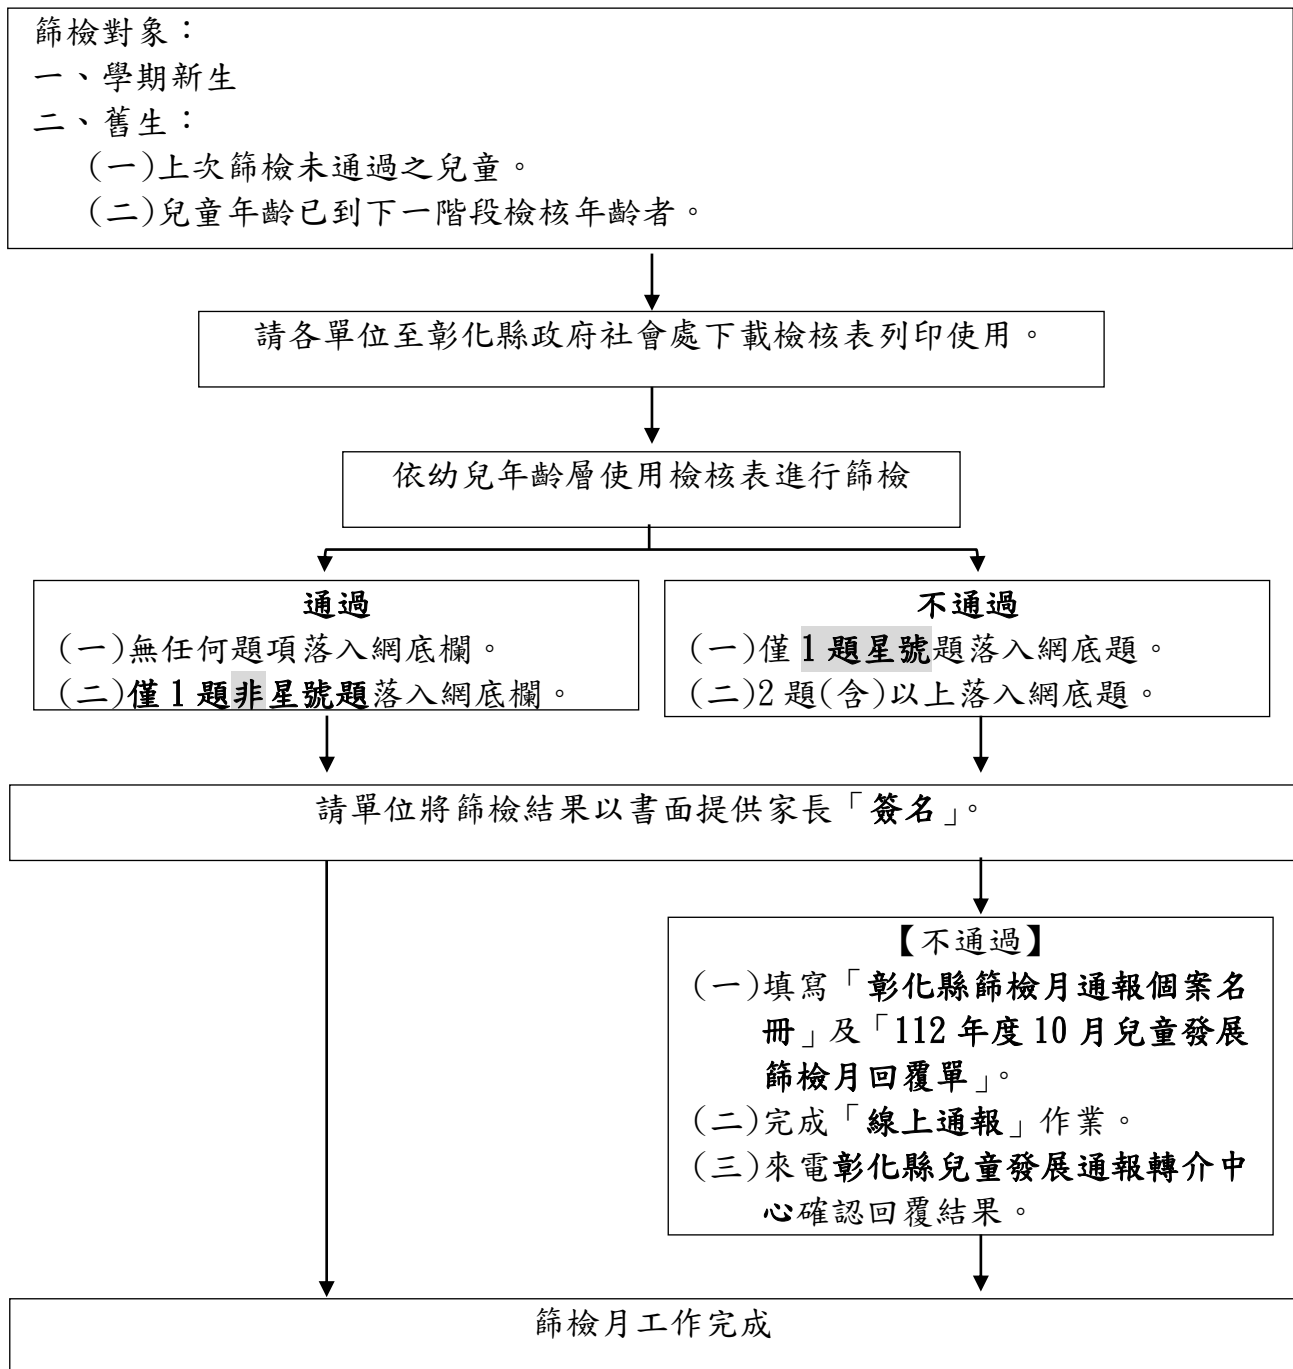 篩檢對象：
一、學期新生
二、舊生：
(一)上次篩檢未通過之兒童。
(二)兒童年齡已到下一階段檢核年齡者。
請各單位至彰化縣政府社會處下載檢核表列印使用。
依幼兒年齡層使用檢核表進行篩檢
通過
(一)無任何題項落入網底欄。
(二)僅1題非星號題落入網底欄。
不通過
(一)僅1題星號題落入網底題。
(二)2題(含)以上落入網底題。
請單位將篩檢結果以書面提供家長「簽名」。
【不通過】
(一)填寫「彰化縣篩檢月通報個案名
冊」及「112年度10月兒童發展
篩檢月回覆單」。
(二)完成「線上通報」作業。
(三)來電彰化縣兒童發展通報轉介中
心確認回覆結果。
篩檢月工作完成